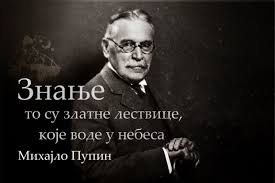 Знање
то су златне лествице,
које воде у небеса
Михајло Пупин